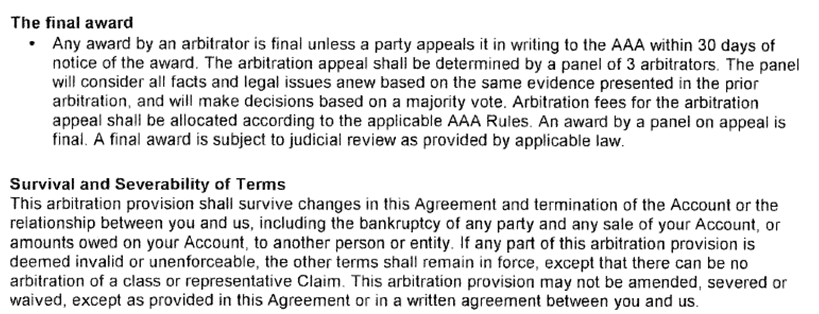 The final award
• Any award by an arbitrator is final unless a party appeals it in writing to the AAA within 30 days of
notice of the award. The arbitration appeal shall be determined by a panel of 3 arbitrators. The panel
will consider all facts and legal issues anew based on the same evidence presented in the prior
arbitration, and will make decisions based on a majority vote. Arbitration fees for the arbitration
appeal shall be allocated according to the applicable AAA Rules. An award by a panel on appeal is
final. A final award is subject to judicial review as provided by applicable law.
Survival and Severability of Terms
This arbitration provision shall survive changes in this Agreement and termination of the Account or the
relationship between you and us, including the bankruptcy of any party and any sale of your Account, or
amounts owed on your Account, to another person or entity. If any part of this arbitration provision is
deemed invalid or unenforceable, the other terms shall remain in force, except that there can be no
arbitration of a class or representative Claim. This arbitration provision may not be amended, severed or
waived, except as provided in this Agreement or in a written agreement between you and us.